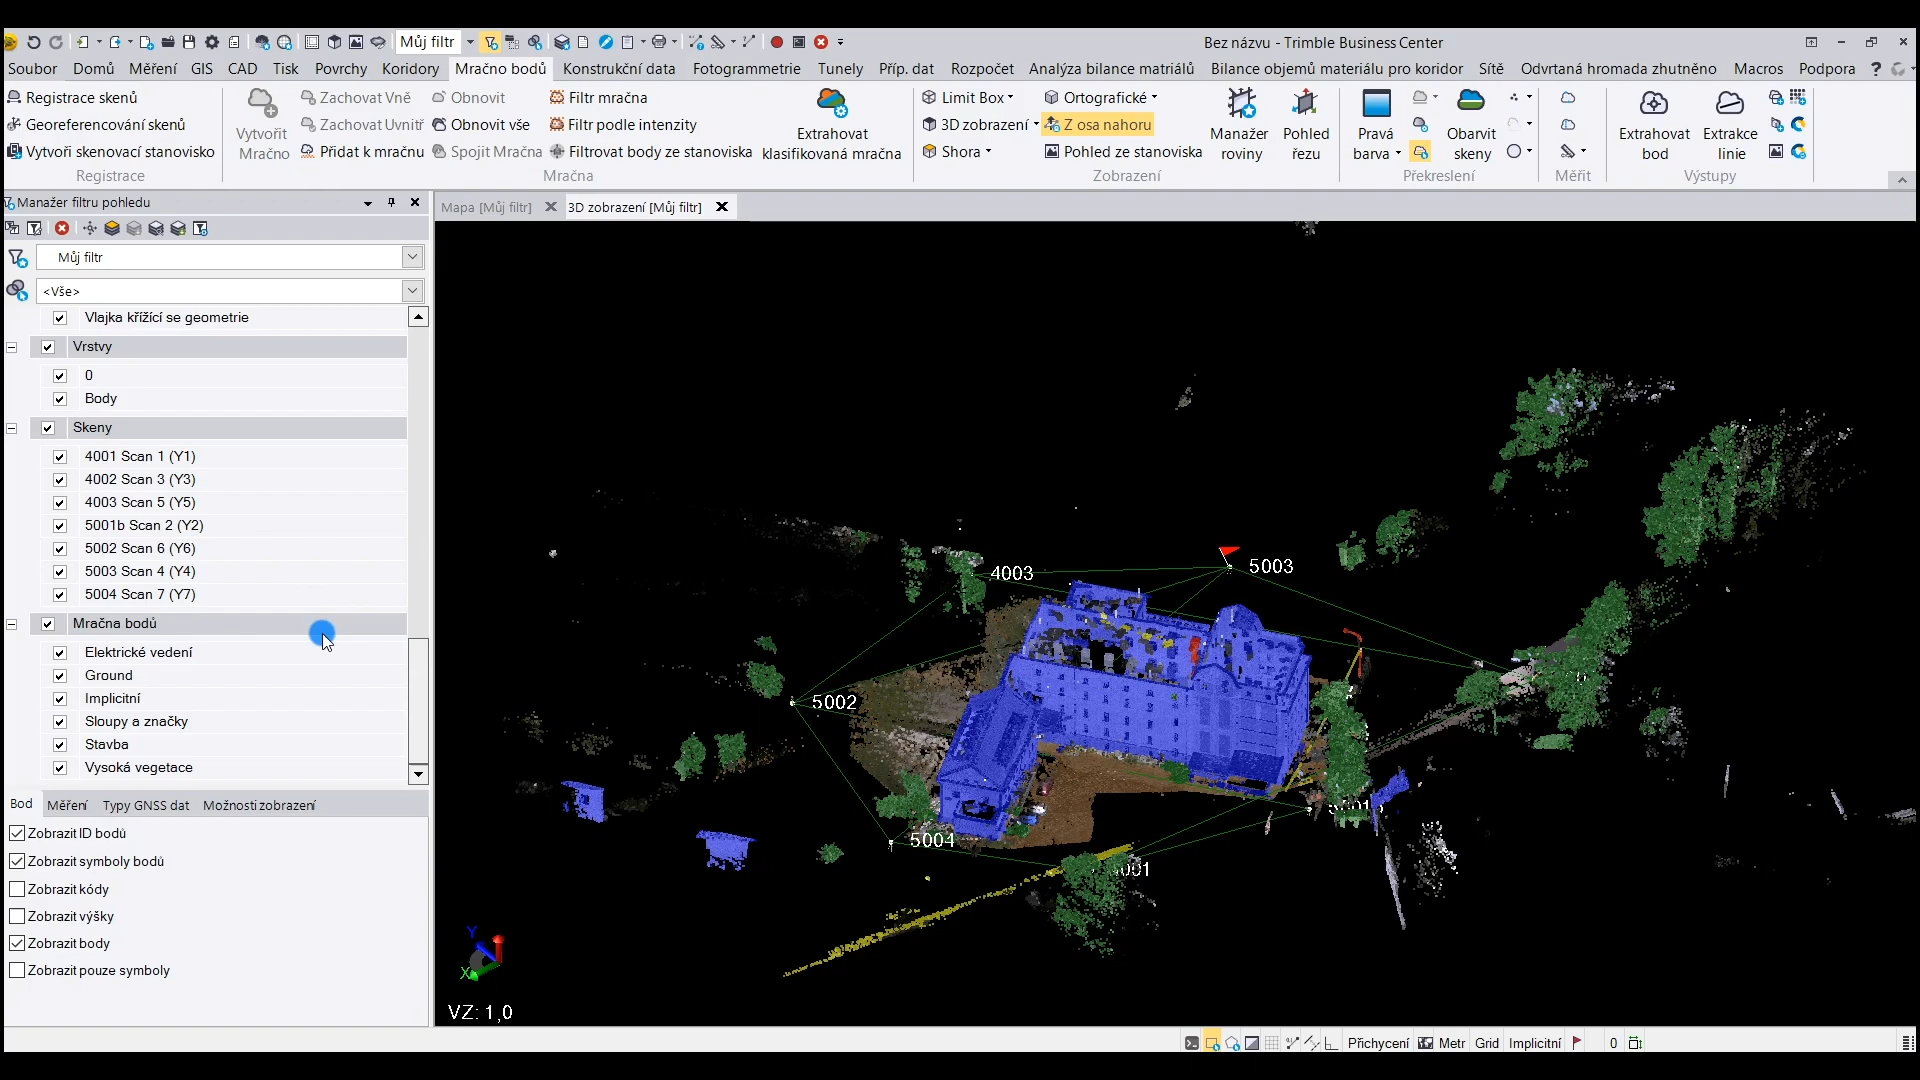 Můj filtr
Bez názvu - Trimble Business Center
Soubor Domů Měření GIS CAD Tisk Povrchy Koridory Mračno bodů Konstrukční data Fotogrammetrie Tunely Příp. dat Rozpočet Analýza bilance matriálů Bilance objemů materiálu pro koridor Sítě Odvrtaná hromada zhutněno Macros Podpora ?
Registrace skenů
Georeferencování skenů
Vytvoři skenovací stanovisko
Registrace
Vytvořit
Mračno
Zachovat Vně
Zachovat Uvnitř
Přidat k mračnu
Obnovit
Obnovit vše
Spojit Mračna
Filtr mračna
Filtr podle intenzity
Filtrovat body ze stanoviska
Extrahovat
klasifikovaná mračna
Mračna
Limit Box
3D zobrazení
Shora
Ortografické
Z osa nahoru
Pohled ze stanoviska
Manažer
roviny
Pohled
řezu
Zobrazení
Pravá
barva
Obarvit
skeny
Překreslení
Měřit
Extrahovat
bod
Extrakce
linie
Výstupy
Manažer filtru pohledu
Můj filtr
<Vše>
Vlajka křížící se geometrie
Vrstvy
0
Body
Skeny
4001 Scan 1 (Y1)
4002 Scan 3 (Y3)
4003 Scan 5 (Y5)
5001b Scan 2 (Y2)
5002 Scan 6 (Y6)
5003 Scan 4 (Y4)
5004 Scan 7 (Y7)
Mračna bodů
Elektrické vedení
Ground
Implicitní
Sloupy a značky
Stavba
Vysoká vegetace
Bod Měření Typy GNSS dat Možnosti zobrazení
Zobrazit ID bodů
Zobrazit symboly bodů
Zobrazit kódy
Zobrazit výšky
Zobrazit body
Zobrazit pouze symboly
Mapa [Můj filtr] 3D zobrazení [Můj filtr]
4003
5003
5002
5004
Y
X
VZ: 1,0
Přichycení Metr Grid Implicitní 0